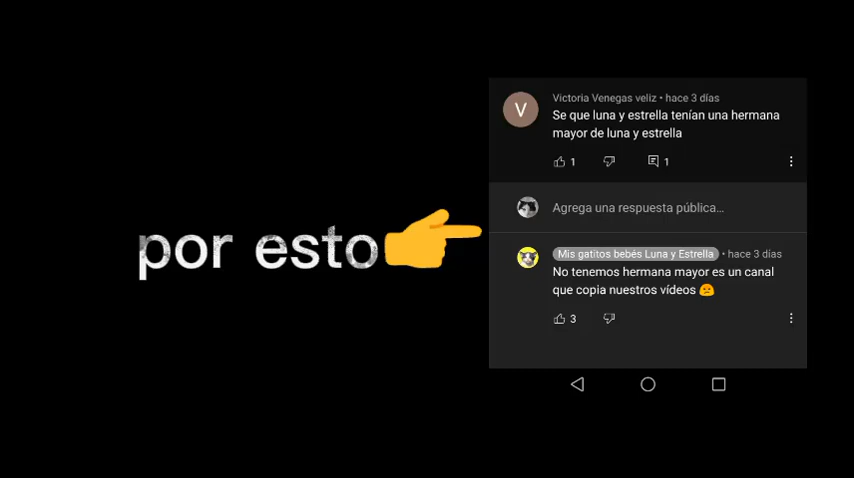 por esto
Victoria Venegas veliz • hace 3 días
Se que luna y estrella tenían una hermana
mayor de luna y estrella
1
1
Agrega una respuesta pública...
Mis gatitos bebés Luna y Estrella • hace 3 días
No tenemos hermana mayor es un canal
que copia nuestros vídeos 🙁
3